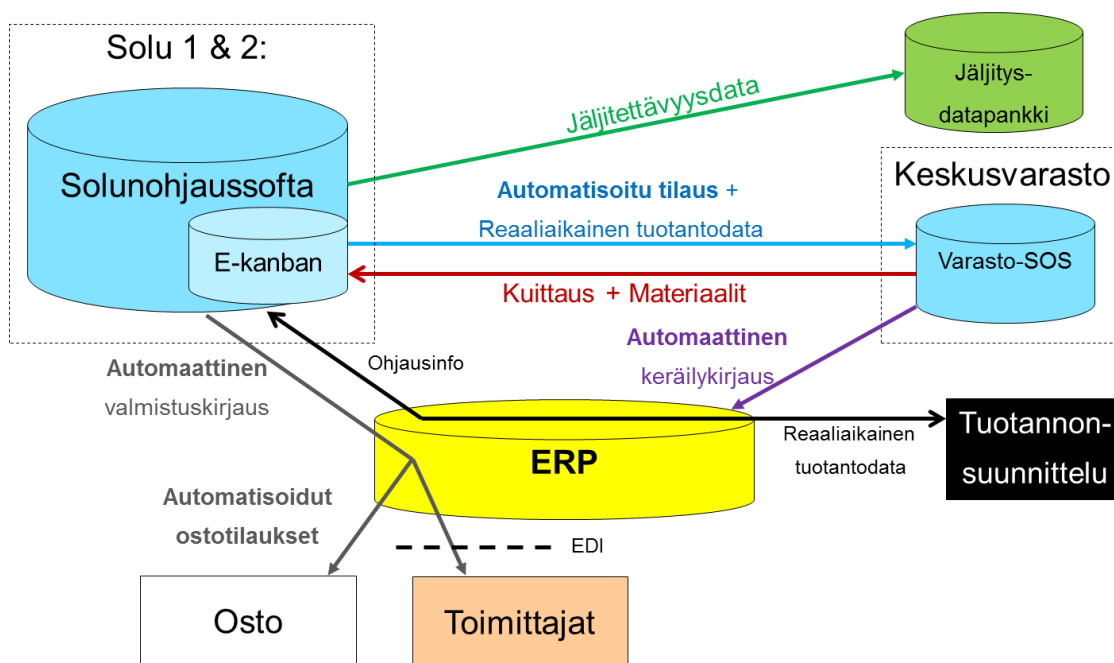 Solu 1 & 2:
Solunohjaussofta
E-kanban
Jäljitettävyysdata
Jäljitys-
datapankki
Automatisoitu tilaus +
Reaaliaikainen tuotantodata
Kuittaus + Materiaalit
Keskusvarasto
Varasto-SOS
Automaattinen
valmistuskirjaus
Ohjausinfo
Automaattinen
keräilykirjaus
ERP
Reaaliaikainen
tuotantodata
Tuotannon-
suunnittelu
Automatisoidut
ostotilaukset
EDI
Osto
Toimittajat